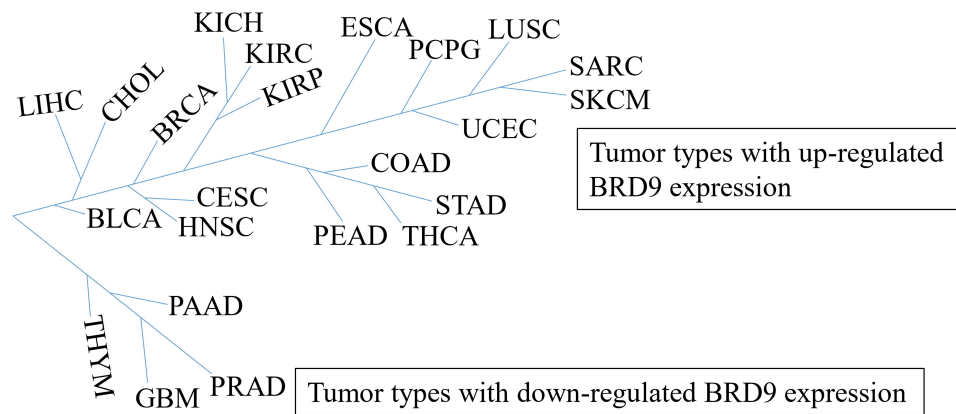 KICH
ESCA
LUSC
KIRC
PCPG
SARC
LIHC
CHOL
BRCA
KIRP
SKCM
UCEC
Tumor types with up-regulated
BRD9 expression
COAD
CESC
STAD
BLCA
HNSC
PEAD
THCA
PAAD
THYM
GBM
PRAD
Tumor types with down-regulated BRD9 expression